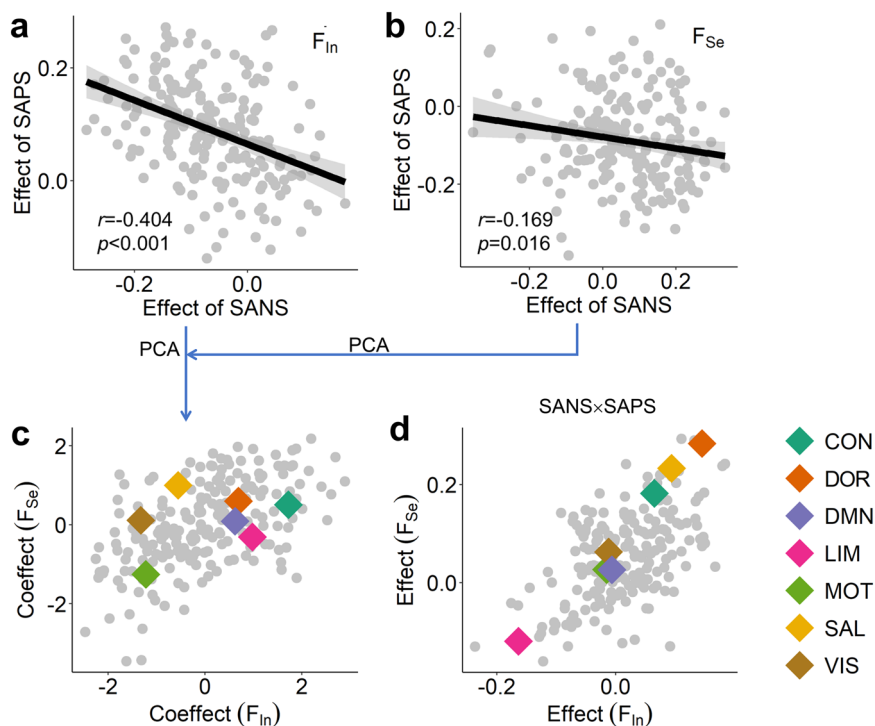 a
F_In
Effect of SAPS
0.2
0.0
r=-0.404
p<0.001
-0.2
0.0
Effect of SANS
b
F_Se
Effect of SAPS
0.0
-0.2
r=-0.169
p=0.016
-0.2
0.0
0.2
Effect of SANS
PCA
PCA
c
Coeffect (F_Se)
2
0
-2
-2
0
2
Coeffect (F_In)
d
SANS×SAPS
Effect (F_Se)
0.2
0.0
-0.2
0.0
Effect (F_In)
CON
DOR
DMN
LIM
MOT
SAL
VIS